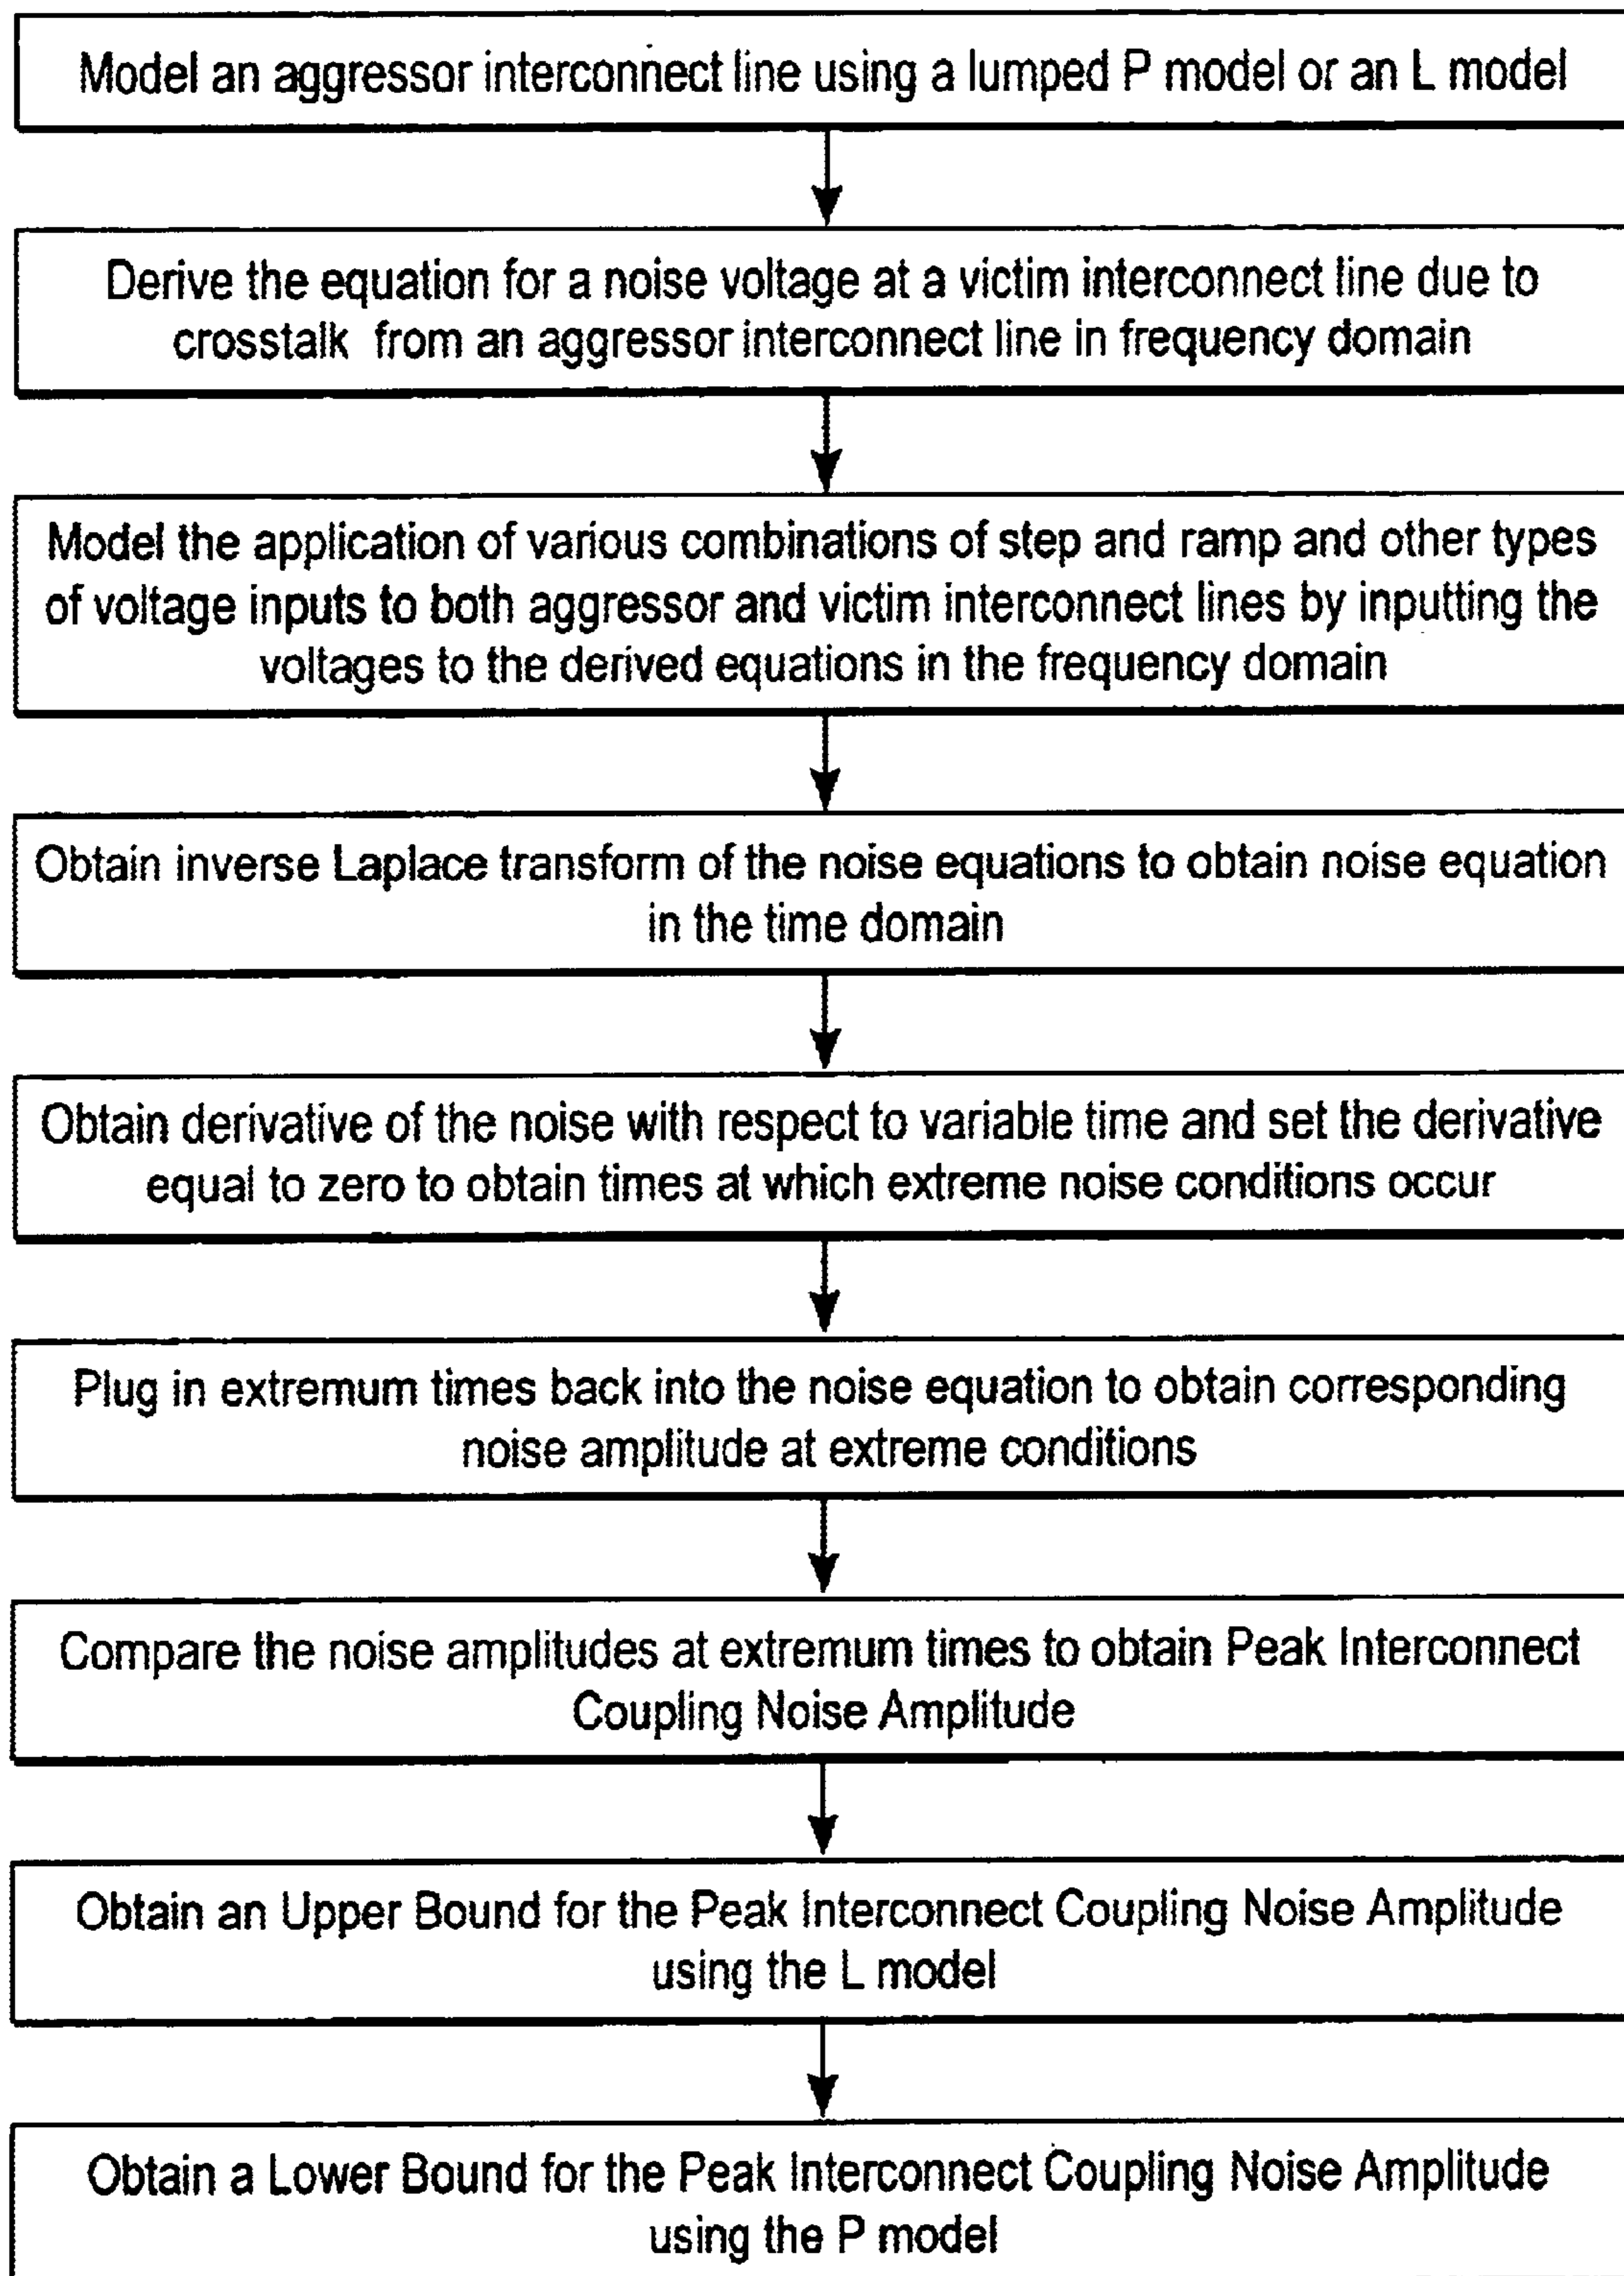 Model an aggressor interconnect line using a lumped P model or an L model
Derive the equation for a noise voltage at a victim interconnect line due to
crosstalk from an aggressor interconnect line in frequency domain
Model the application of various combinations of step and ramp and other types
of voltage inputs to both aggressor and victim interconnect lines by inputting the
voltages to the derived equations in the frequency domain
Obtain inverse Laplace transform of the noise equations to obtain noise equation
in the time domain
Obtain derivative of the noise with respect to variable time and set the derivative
equal to zero to obtain times at which extreme noise conditions occur
Plug in extremum times back into the noise equation to obtain corresponding
noise amplitude at extreme conditions
Compare the noise amplitudes at extremum times to obtain Peak Interconnect
Coupling Noise Amplitude
Obtain an Upper Bound for the Peak Interconnect Coupling Noise Amplitude
using the L model
Obtain a Lower Bound for the Peak Interconnect Coupling Noise Amplitude
using the P model